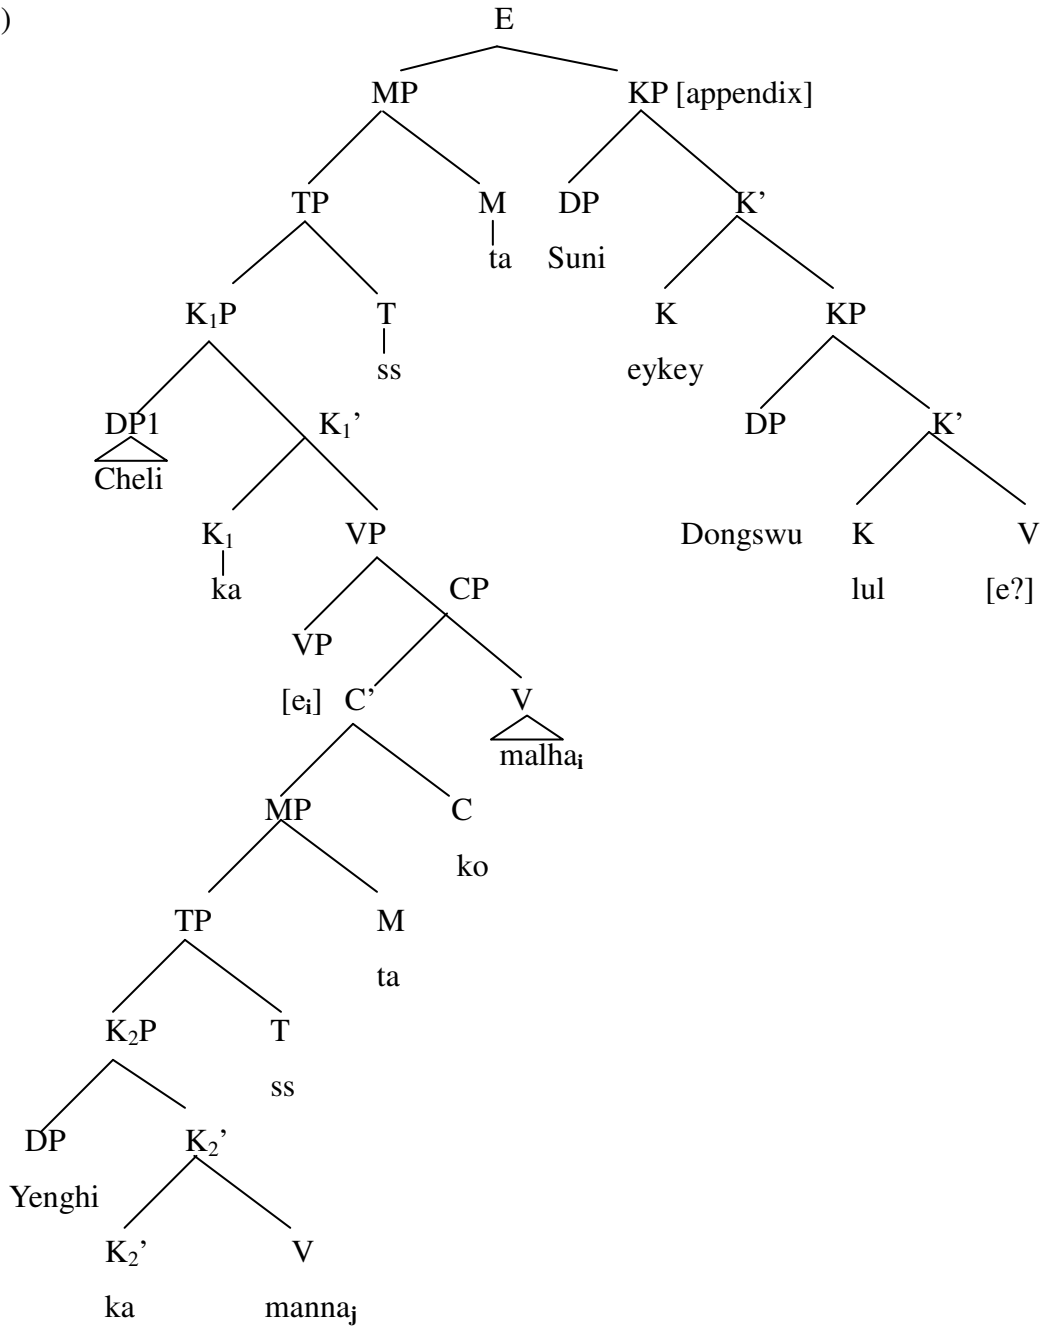 ) E
MP KP [appendix]
TP M DP K’
ta Suni
K₁P T K KP
ss eykey
DP1 K₁’ DP K’
Cheli
K₁ VP Dongswu K V
ka CP lul [e?]
VP
[eᵢ] C’ V
malhaᵢ
MP C
ko
TP M
ta
K₂P T
ss
DP K₂’
Yenghi
K₂’ V
ka mannaⱼ